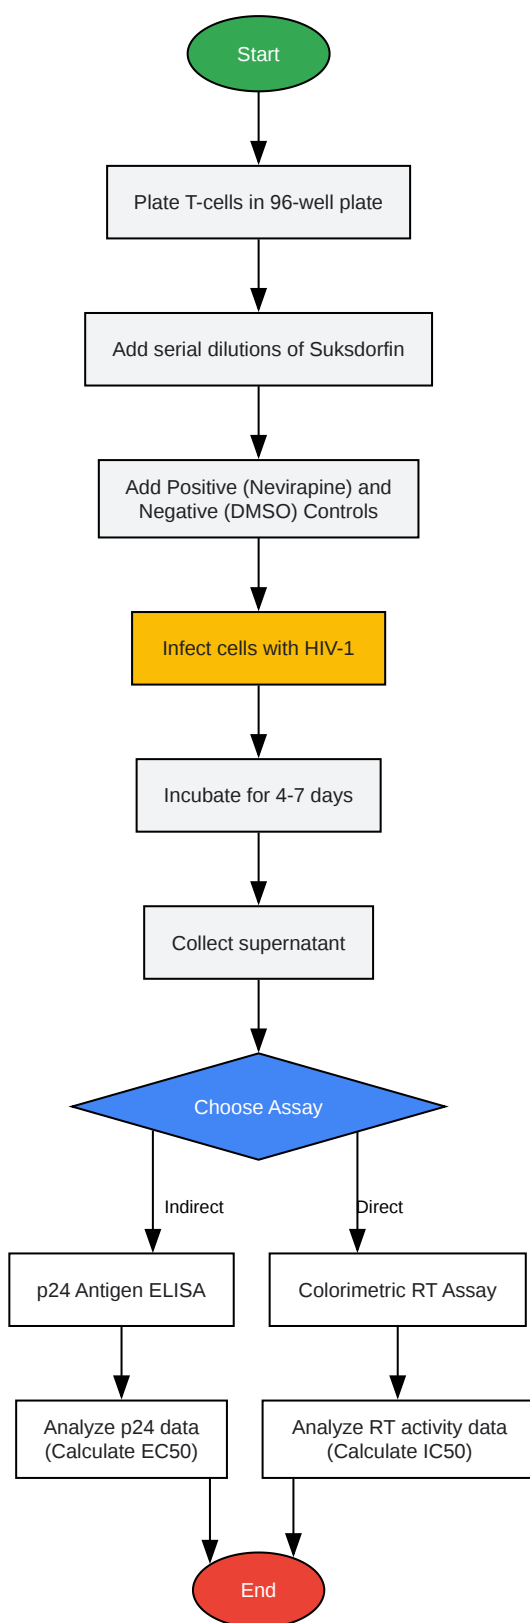 Start
Plate T-cells in 96-well plate
Add serial dilutions of Suksdorfin
Add Positive (Nevirapine) and
Negative (DMSO) Controls
Infect cells with HIV-1
Incubate for 4-7 days
Collect supernatant
Choose Assay
Indirect
Direct
p24 Antigen ELISA
Colorimetric RT Assay
Analyze p24 data
(Calculate EC50)
Analyze RT activity data
(Calculate IC50)
End